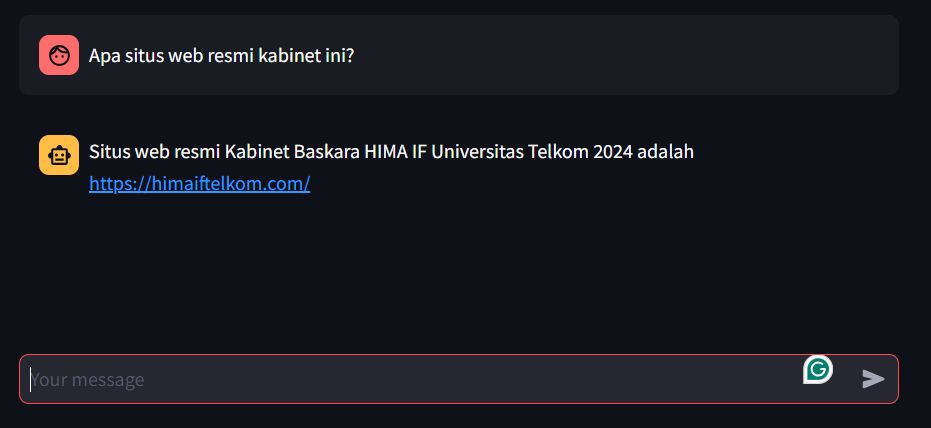 Apa situs web resmi kabinet ini?
Situs web resmi Kabinet Baskara HIMA IF Universitas Telkom 2024 adalah
https://himaiftelkom.com/
Your message